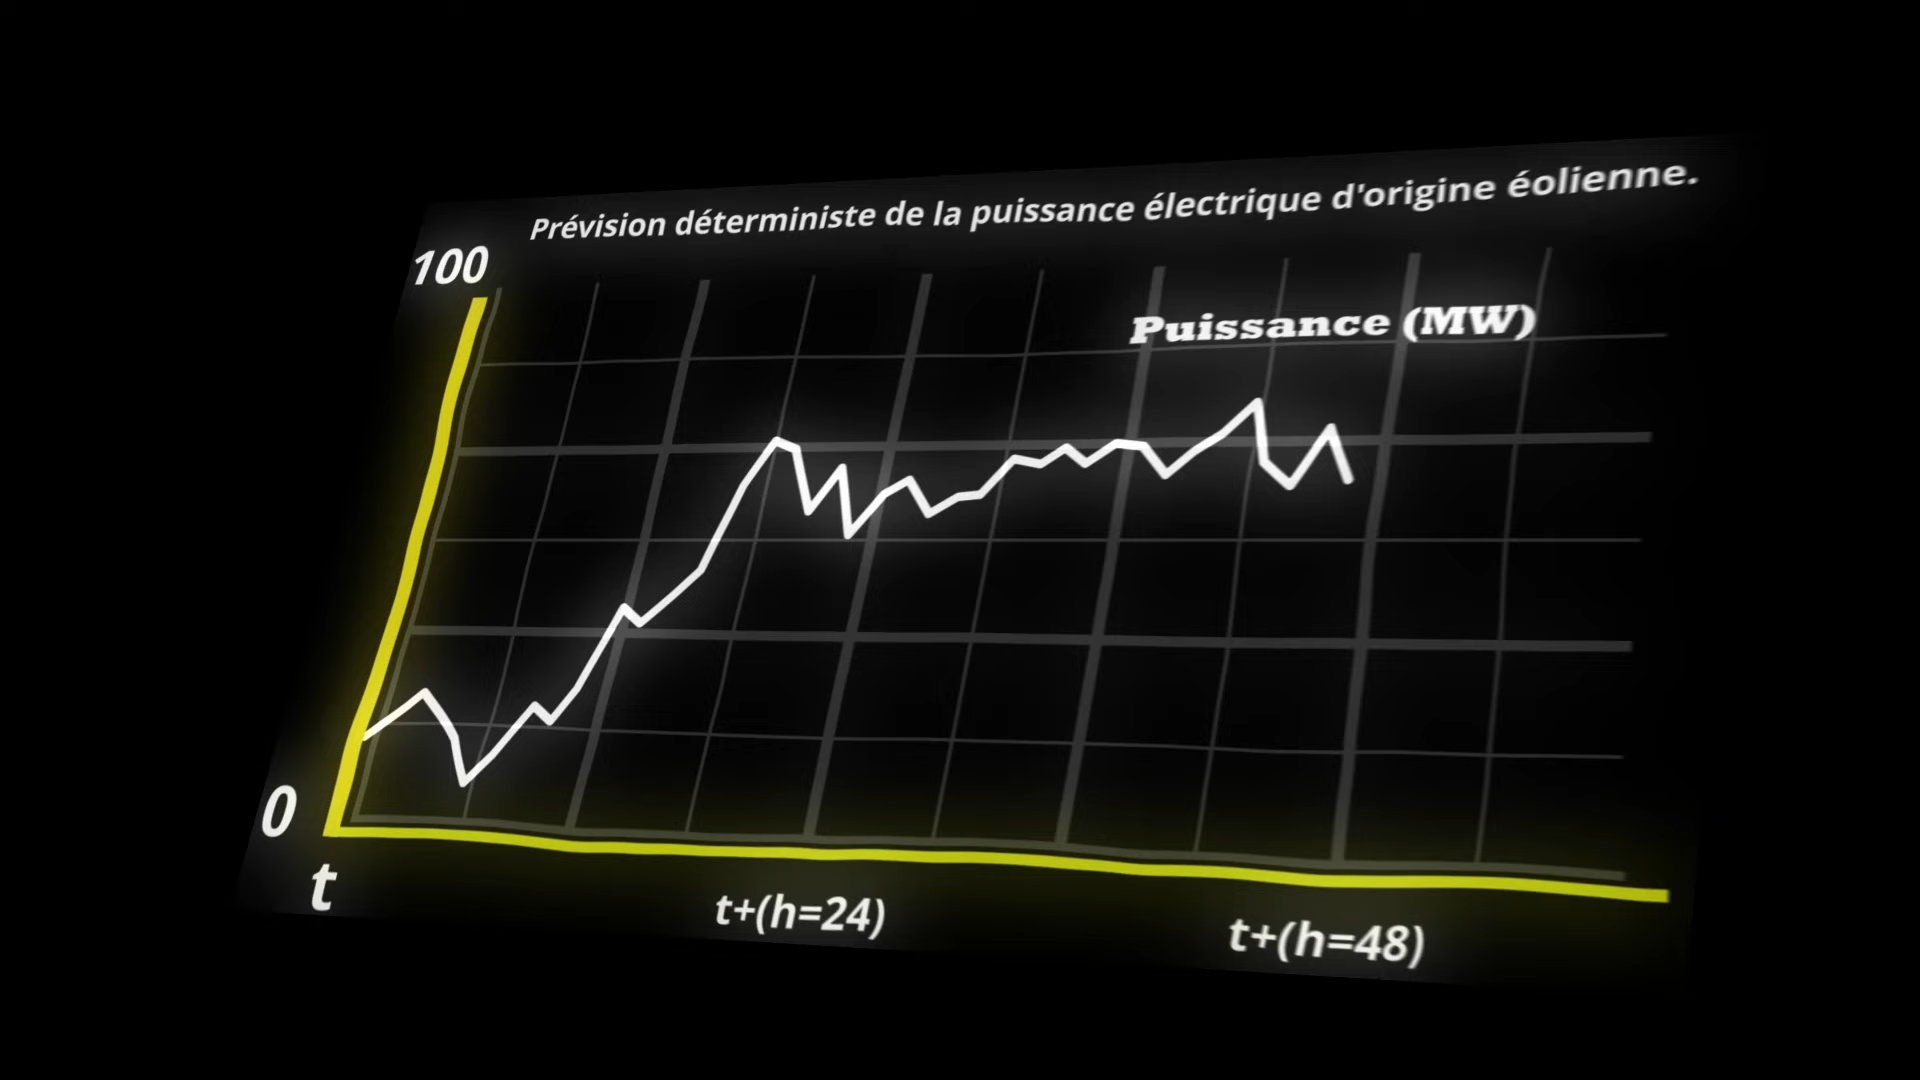 Prévision déterministe de la puissance électrique d'origine éolienne.
100
Puissance (MW)
0
t
t+(h=24)
t+(h=48)